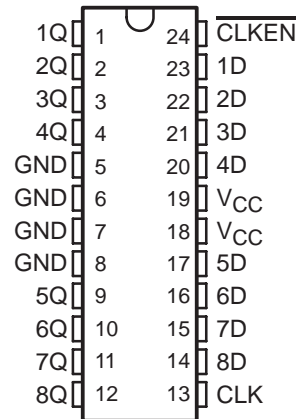 1Q 1 24 CLKEN
2Q 2 23 1D
3Q 3 22 2D
4Q 4 21 3D
GND 5 20 4D
GND 6 19 VCC
GND 7 18 VCC
GND 8 17 5D
5Q 9 16 6D
6Q 10 15 7D
7Q 11 14 8D
8Q 12 13 CLK